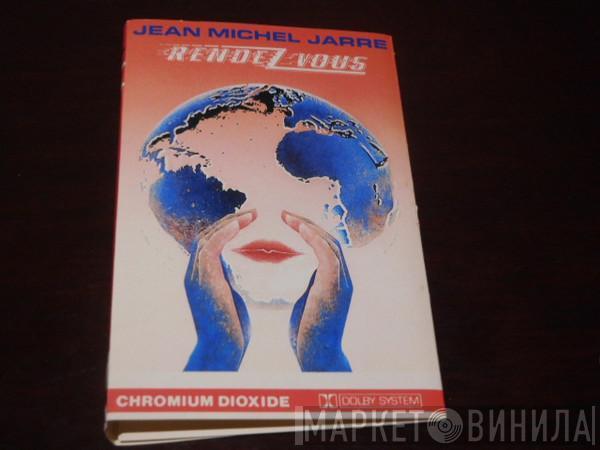 JEAN MICHEL JARRE
RENDEZ VOUS
CHROMIUM DIOXIDE DOLBY SYSTEM
МАРКЕТ ВИНИЛА